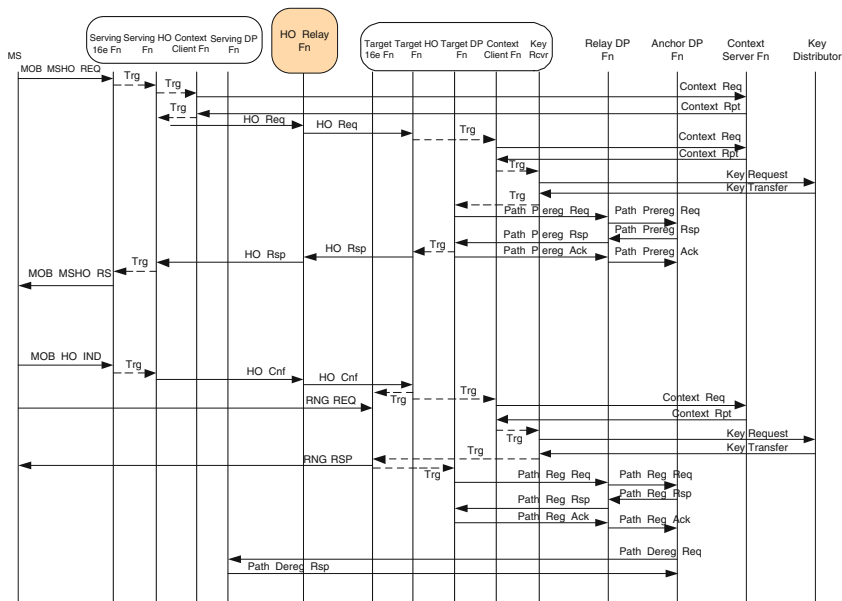 MS
Serving 16e Fn
Serving HO Fn
Context Client Fn
Serving DP Fn
HO Relay Fn
Target 16e Fn
Target HO Fn
Target DP Fn
Context Client Fn
Key Rcvr
Relay DP Fn
Anchor DP Fn
Context Server Fn
Key Distributor
MOB MSHO REQ
Trg
Trg
Context Req
Context Rpt
Trg
HO Req
HO Req
Trg
Context Req
Context Rpt
Trg
Key Request
Key Transfer
Trg
Path P ereg Req
Path Prereg Req
Path Prereg Rsp
Path P ereg Rsp
Trg
Path P ereg Ack
Path Prereg Ack
HO Rsp
HO Rsp
Trg
MOB MSHO RS
MOB HO IND
Trg
HO Cnf
HO Cnf
Trg
Trg
RNG REQ
Context Req
Context Rpt
Trg
Key Request
Key Transfer
Trg
RNG RSP
Trg
Path Reg Req
Path Reg Req
Path Reg Rsp
Path Reg Rsp
Path Reg Ack
Path Reg Ack
Path Dereg Req
Path Dereg Rsp